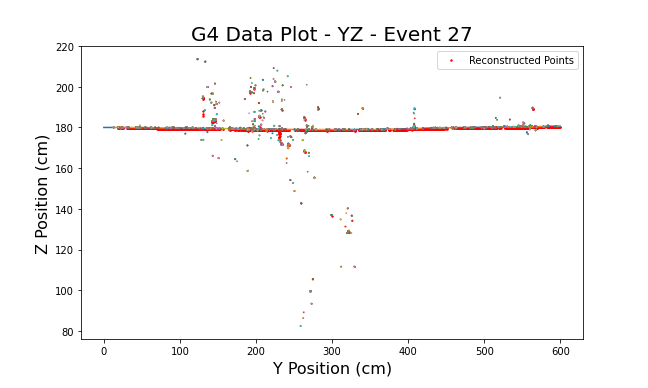 G4 Data Plot - YZ - Event 27
Reconstructed Points
Z Position (cm)
220
200
180
160
140
120
100
80
0 100 200 300 400 500 600
Y Position (cm)